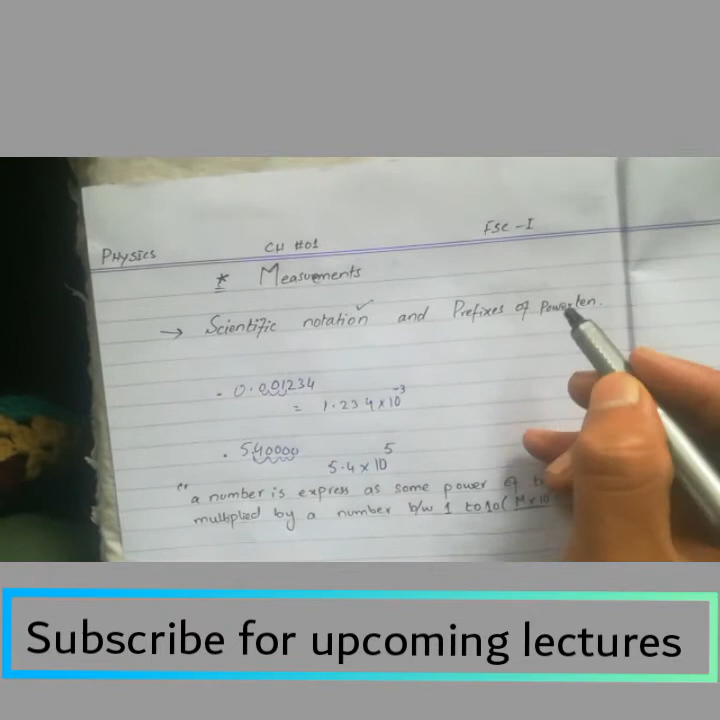 PHYSICS CH #01 FSC-I
* Measurements
→ Scientific notation and Prefixes of Power ten.
. 0.001234
= 1.234×10⁻³
. 540000
5.4×10⁵
"a number is express as some power of
multiplied by a number b/w 1 to 10 (M×10
Subscribe for upcoming lectures